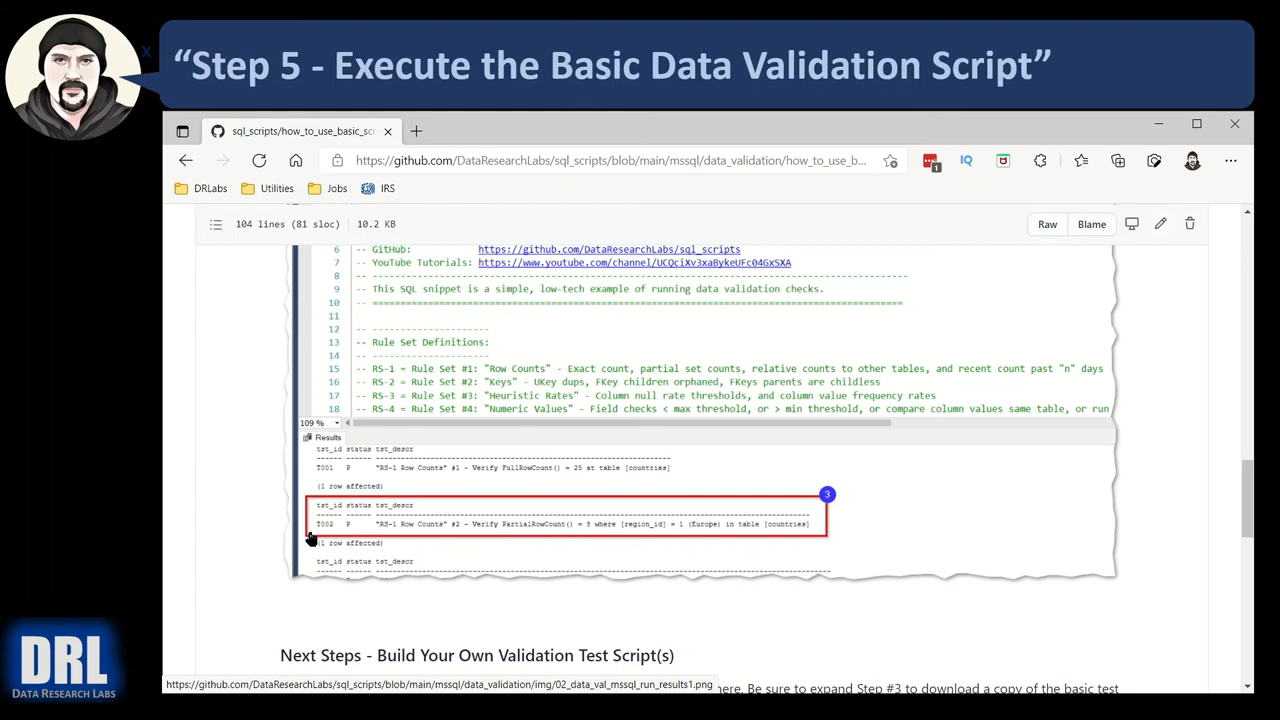 “Step 5 - Execute the Basic Data Validation Script”
x
sql_scripts/how_to_use_basic_scr
https://github.com/DataResearchLabs/sql_scripts/blob/main/mssql/data_validation/how_to_use_b...
1
IQ
DRLabs Utilities Jobs IRS
104 lines (81 sloc) 10.2 KB
Raw Blame
6 -- GitHub: https://github.com/DataResearchLabs/sql_scripts
7 -- YouTube Tutorials: https://www.youtube.com/channel/UCQciXv3xaBykeUFc04GxSXA
8 -- --------------------------------------------------------------------------------
9 -- This SQL snippet is a simple, low-tech example of running data validation checks.
10 -- ================================================================================
11
12 -- --------------------
13 -- Rule Set Definitions:
14 -- --------------------
15 -- RS-1 = Rule Set #1: "Row Counts" - Exact count, partial set counts, relative counts to other tables, and recent count past "n" days
16 -- RS-2 = Rule Set #2: "Keys" - UKey dups, FKey children orphaned, FKeys parents are childless
17 -- RS-3 = Rule Set #3: "Heuristic Rates" - Column null rate thresholds, and column value frequency rates
18 -- RS-4 = Rule Set #4: "Numeric Values" - Field checks < max threshold, or > min threshold, or compare column values same table, or run
109 %
Results
tst_id status tst_descr
------ ------ ----------------------------------------------------------------
T001 P "RS-1 Row Counts" #1 - Verify FullRowCount() = 25 at table [countries]
(1 row affected)
3
tst_id status tst_descr
------ ------ ----------------------------------------------------------------
T002 P "RS-1 Row Counts" #2 - Verify PartialRowCount() = 8 where [region_id] = 1 (Europe) in table [countries]
(1 row affected)
tst_id status tst_descr
------ ------ ----------------------------------------------------------------
Next Steps - Build Your Own Validation Test Script(s)
https://github.com/DataResearchLabs/sql_scripts/blob/main/mssql/data_validation/img/02_data_val_mssql_run_results1.png
here. Be sure to expand Step #3 to download a copy of the basic test
DRL
DATA RESEARCH LABS